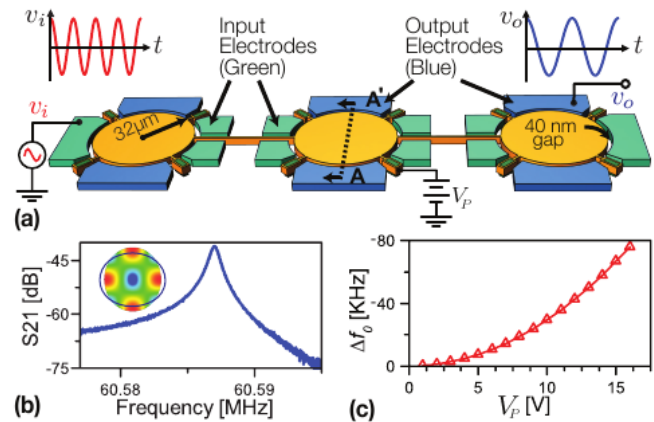 v_i
t
Input
Electrodes
(Green)
Output
Electrodes
(Blue)
v_o
t
v_i
32μm
A'
A
v_o
40 nm
gap
V_P
(a)
S21 [dB]
-45
-60
-75
60.58
60.59
Frequency [MHz]
(b)
Δf_0 [KHz]
-80
-40
0
0
5
10
15
V_P [V]
(c)